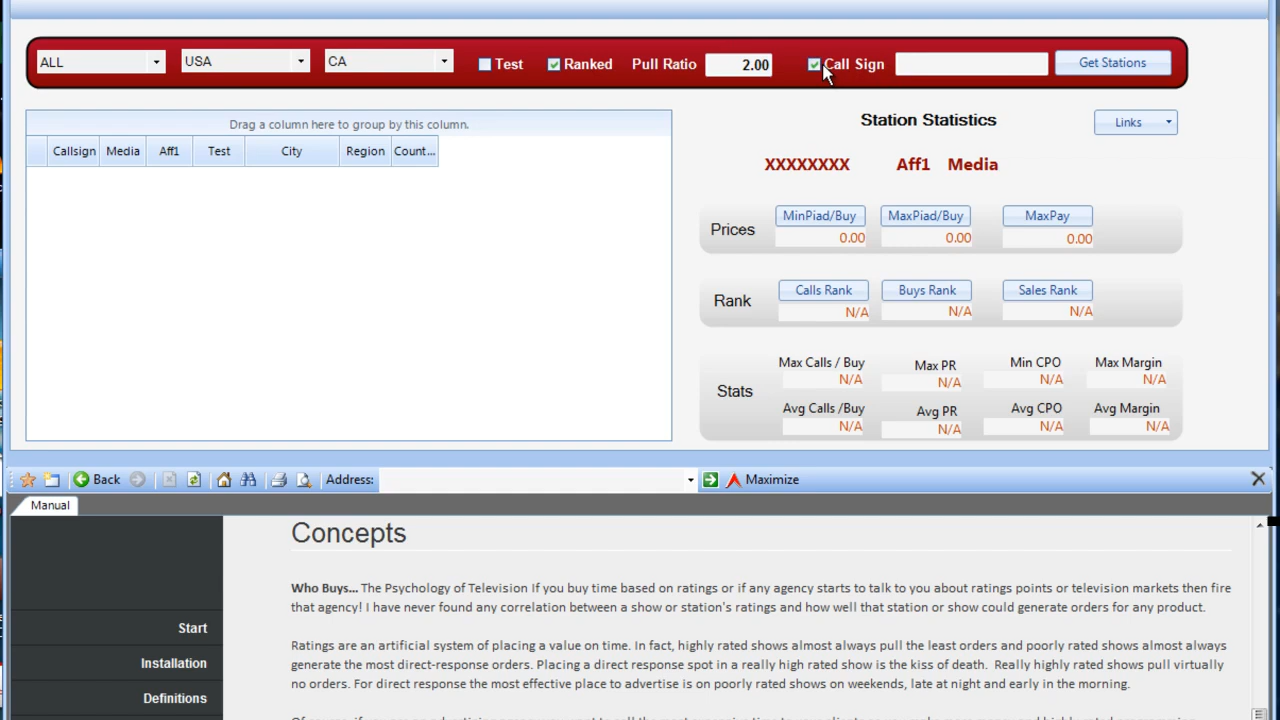 ALL USA CA Test Ranked Pull Ratio 2.00 Call Sign Get Stations
Drag a column here to group by this column.
Callsign Media Aff1 Test City Region Count...
Station Statistics Links
XXXXXXXX Aff1 Media
Prices MinPiad/Buy MaxPiad/Buy MaxPay
0.00 0.00 0.00
Rank Calls Rank Buys Rank Sales Rank
N/A N/A N/A
Stats
Max Calls / Buy Max PR Min CPO Max Margin
N/A N/A N/A N/A
Avg Calls /Buy Avg PR Avg CPO Avg Margin
N/A N/A N/A N/A
Back Address: Maximize
Manual
Start
Installation
Definitions
Concepts
Who Buys... The Psychology of Television If you buy time based on ratings or if any agency starts to talk to you about ratings points or television markets then fire
that agency! I have never found any correlation between a show or station's ratings and how well that station or show could generate orders for any product.
Ratings are an artificial system of placing a value on time. In fact, highly rated shows almost always pull the least orders and poorly rated shows almost always
generate the most direct-response orders. Placing a direct response spot in a really high rated show is the kiss of death. Really highly rated shows pull virtually
no orders. For direct response the most effective place to advertise is on poorly rated shows on weekends, late at night and early in the morning.